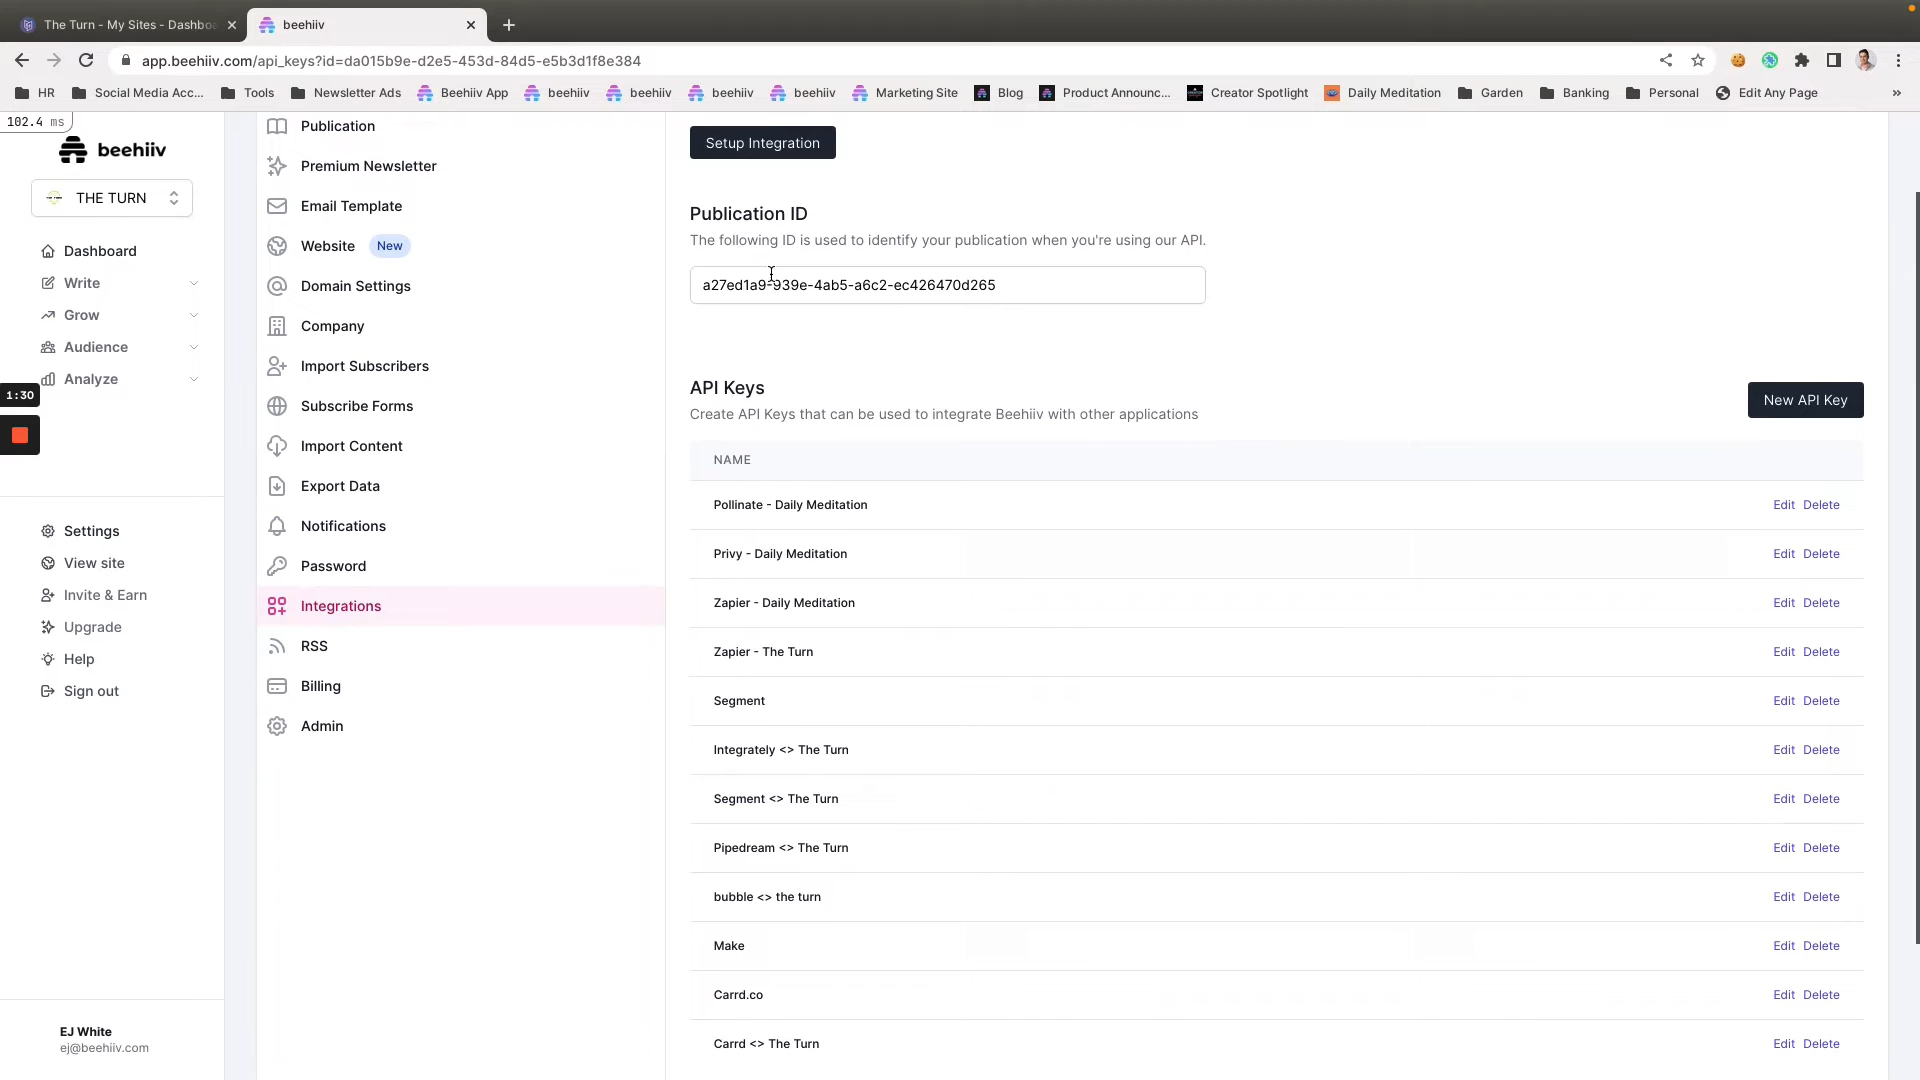 The Turn - My Sites - Dashbo
beehiiv
app.beehiiv.com/api_keys?id=da015b9e-d2e5-453d-84d5-e5b3d1f8e384
HR
Social Media Acc...
Tools
Newsletter Ads
Beehiiv App
beehiiv
beehiiv
beehiiv
beehiiv
Marketing Site
Blog
Product Announc...
Creator Spotlight
Daily Meditation
Garden
Banking
Personal
Edit Any Page
»
102.4 ms
beehiiv
THE TURN
Dashboard
Write
Grow
Audience
Analyze
1:30
Settings
View site
Invite & Earn
Upgrade
Help
Sign out
EJ White
ej@beehiiv.com
Publication
Premium Newsletter
Email Template
Website New
Domain Settings
Company
Import Subscribers
Subscribe Forms
Import Content
Export Data
Notifications
Password
Integrations
RSS
Billing
Admin
Setup Integration
Publication ID
The following ID is used to identify your publication when you're using our API.
a27ed1a9-939e-4ab5-a6c2-ec426470d265
API Keys
Create API Keys that can be used to integrate Beehiiv with other applications
New API Key
NAME
Pollinate - Daily Meditation Edit Delete
Privy - Daily Meditation Edit Delete
Zapier - Daily Meditation Edit Delete
Zapier - The Turn Edit Delete
Segment Edit Delete
Integrately <> The Turn Edit Delete
Segment <> The Turn Edit Delete
Pipedream <> The Turn Edit Delete
bubble <> the turn Edit Delete
Make Edit Delete
Carrd.co Edit Delete
Carrd <> The Turn Edit Delete